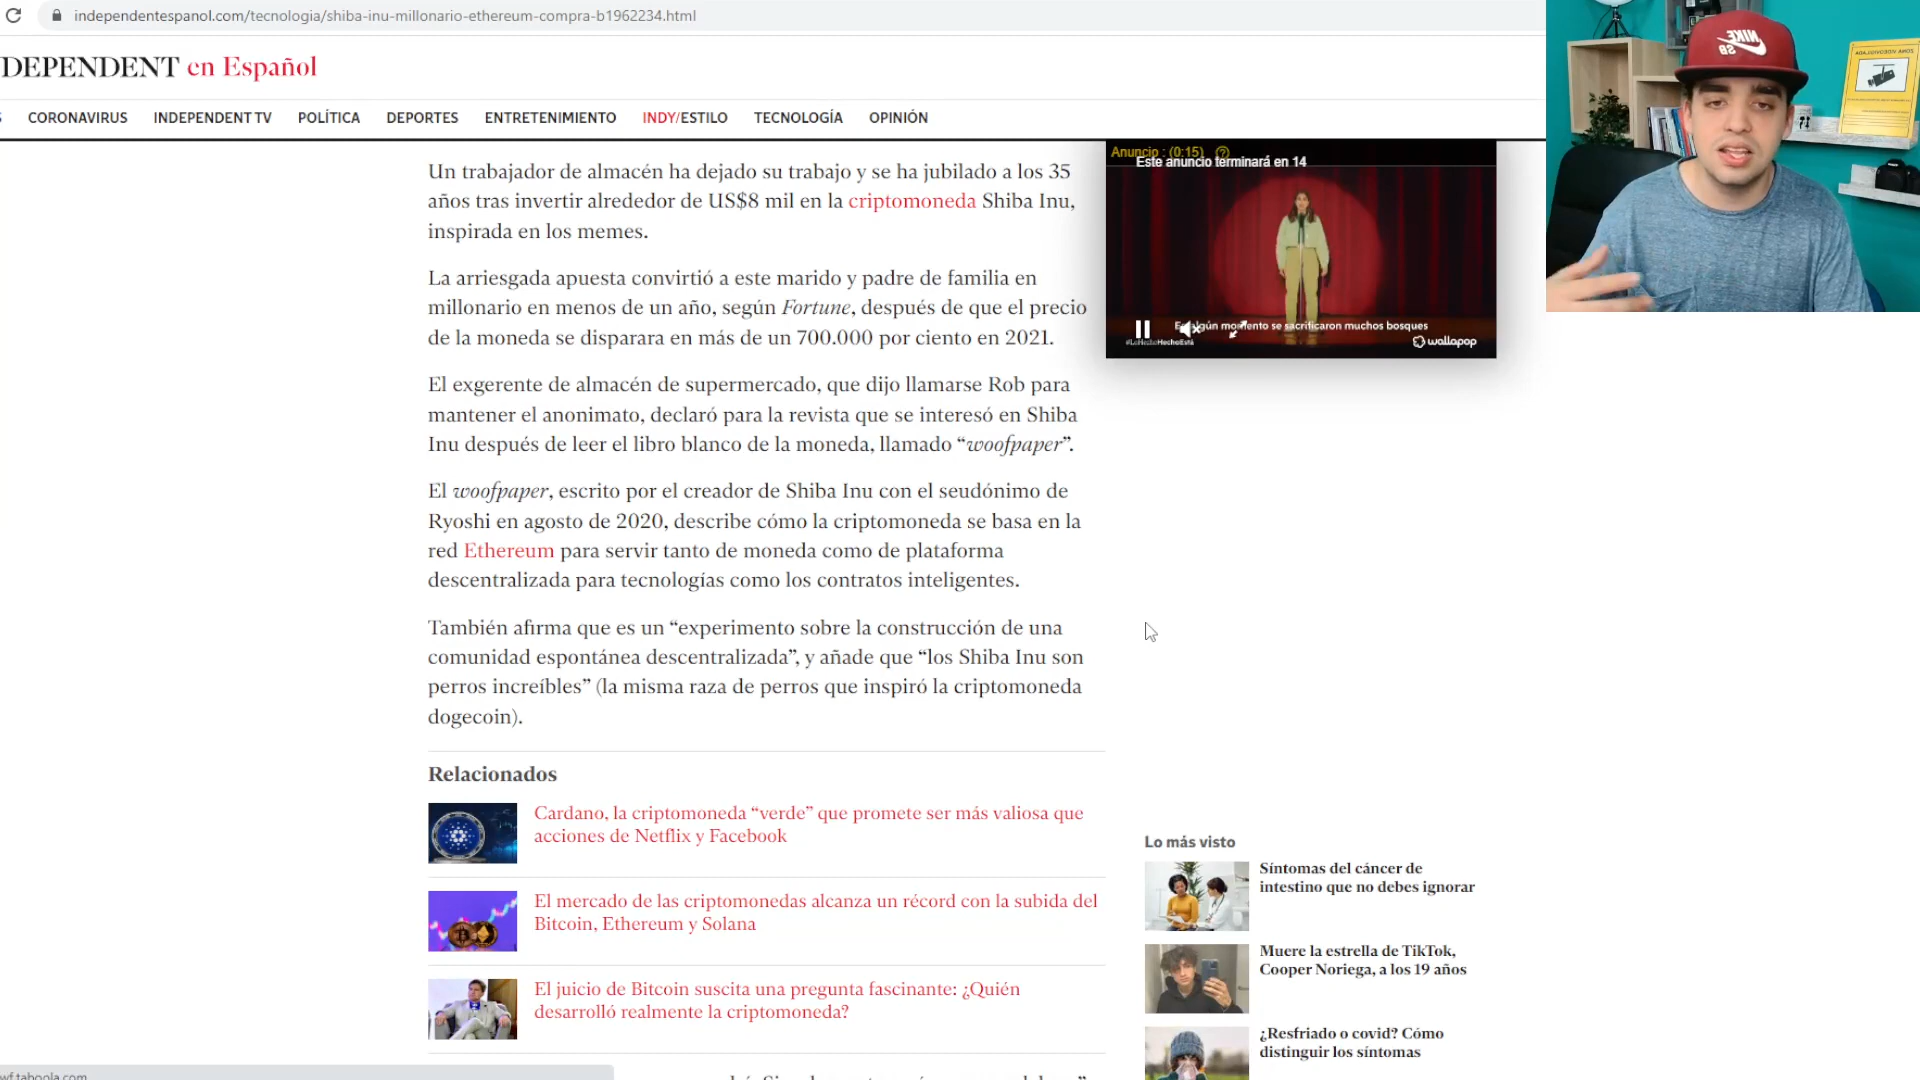 independentespanol.com/tecnologia/shiba-inu-millonario-ethereum-compra-b1962234.html
DEPENDENT en Español
CORONAVIRUS INDEPENDENT TV POLÍTICA DEPORTES ENTRETENIMIENTO INDY/ESTILO TECNOLOGÍA OPINIÓN
Un trabajador de almacén ha dejado su trabajo y se ha jubilado a los 35
años tras invertir alrededor de US$8 mil en la criptomoneda Shiba Inu,
inspirada en los memes.
La arriesgada apuesta convirtió a este marido y padre de familia en
millonario en menos de un año, según Fortune, después de que el precio
de la moneda se disparara en más de un 700.000 por ciento en 2021.
El exgerente de almacén de supermercado, que dijo llamarse Rob para
mantener el anonimato, declaró para la revista que se interesó en Shiba
Inu después de leer el libro blanco de la moneda, llamado “woofpaper”.
El woofpaper, escrito por el creador de Shiba Inu con el seudónimo de
Ryoshi en agosto de 2020, describe cómo la criptomoneda se basa en la
red Ethereum para servir tanto de moneda como de plataforma
descentralizada para tecnologías como los contratos inteligentes.
También afirma que es un “experimento sobre la construcción de una
comunidad espontánea descentralizada”, y añade que “los Shiba Inu son
perros increíbles” (la misma raza de perros que inspiró la criptomoneda
dogecoin).
Relacionados
Cardano, la criptomoneda “verde” que promete ser más valiosa que
acciones de Netflix y Facebook
El mercado de las criptomonedas alcanza un récord con la subida del
Bitcoin, Ethereum y Solana
El juicio de Bitcoin suscita una pregunta fascinante: ¿Quién
desarrolló realmente la criptomoneda?
Anuncio : (0:15)
Este anuncio terminará en 14
momento se sacrificaron muchos bosques
#LoHechoHechoEstá
wallapop
Lo más visto
Síntomas del cáncer de
intestino que no debes ignorar
Muere la estrella de TikTok,
Cooper Noriega, a los 19 años
¿Resfriado o covid? Cómo
distinguir los síntomas
NIKE
SB